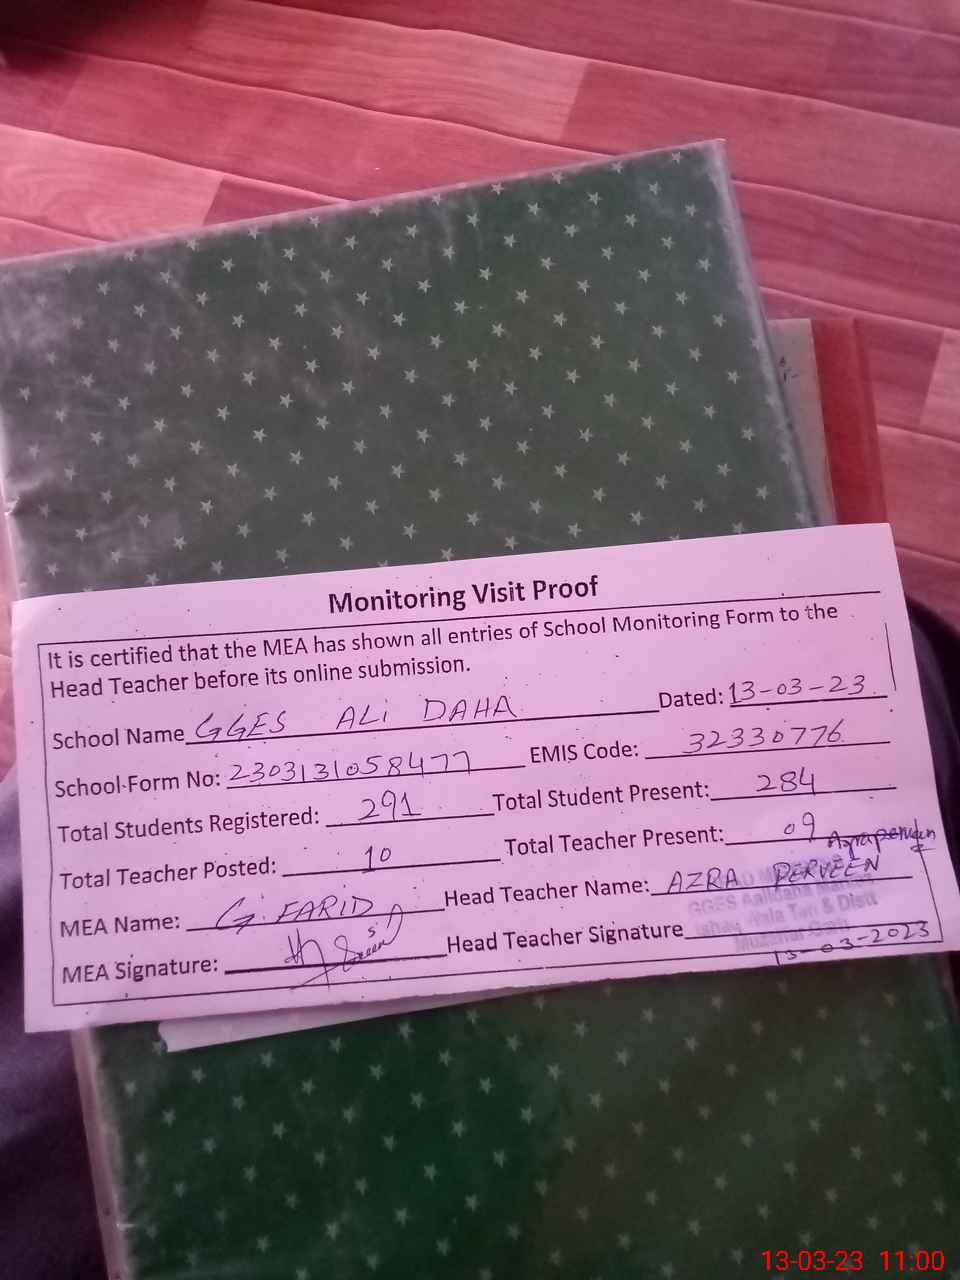 Monitoring Visit Proof
It is certified that the MEA has shown all entries of School Monitoring Form to the
Head Teacher before its online submission.
School Name GGES ALI DAHA Dated: 13-03-23
School Form No: 2303131058477 EMIS Code: 32330776
Total Students Registered: 291 Total Student Present: 284
Total Teacher Posted: 10 Total Teacher Present: 09
Azraperveen
MEA Name: G. FARID Head Teacher Name: AZRA PERVEEN
GGES
MEA Signature: Head Teacher Signature
& Distt
13-03-2023
13-03-23 11:00